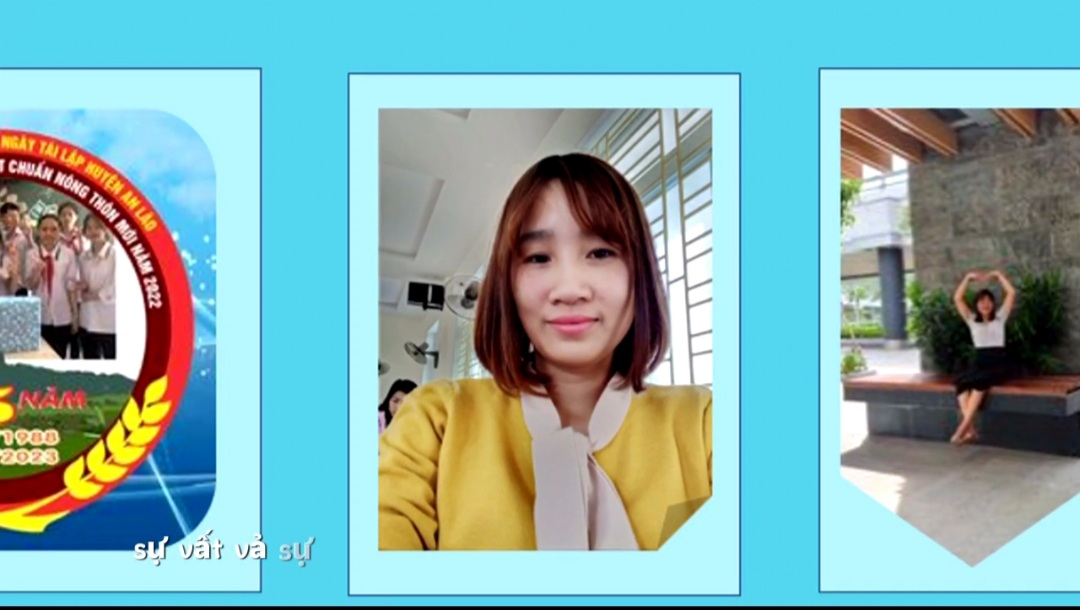 NGÀY TÁI LẬP HUYỆN AN LÃO
T CHUẨN NÔNG THÔN MỚI NĂM 2022
5 NĂM
1988
2023
sự vất vả sự